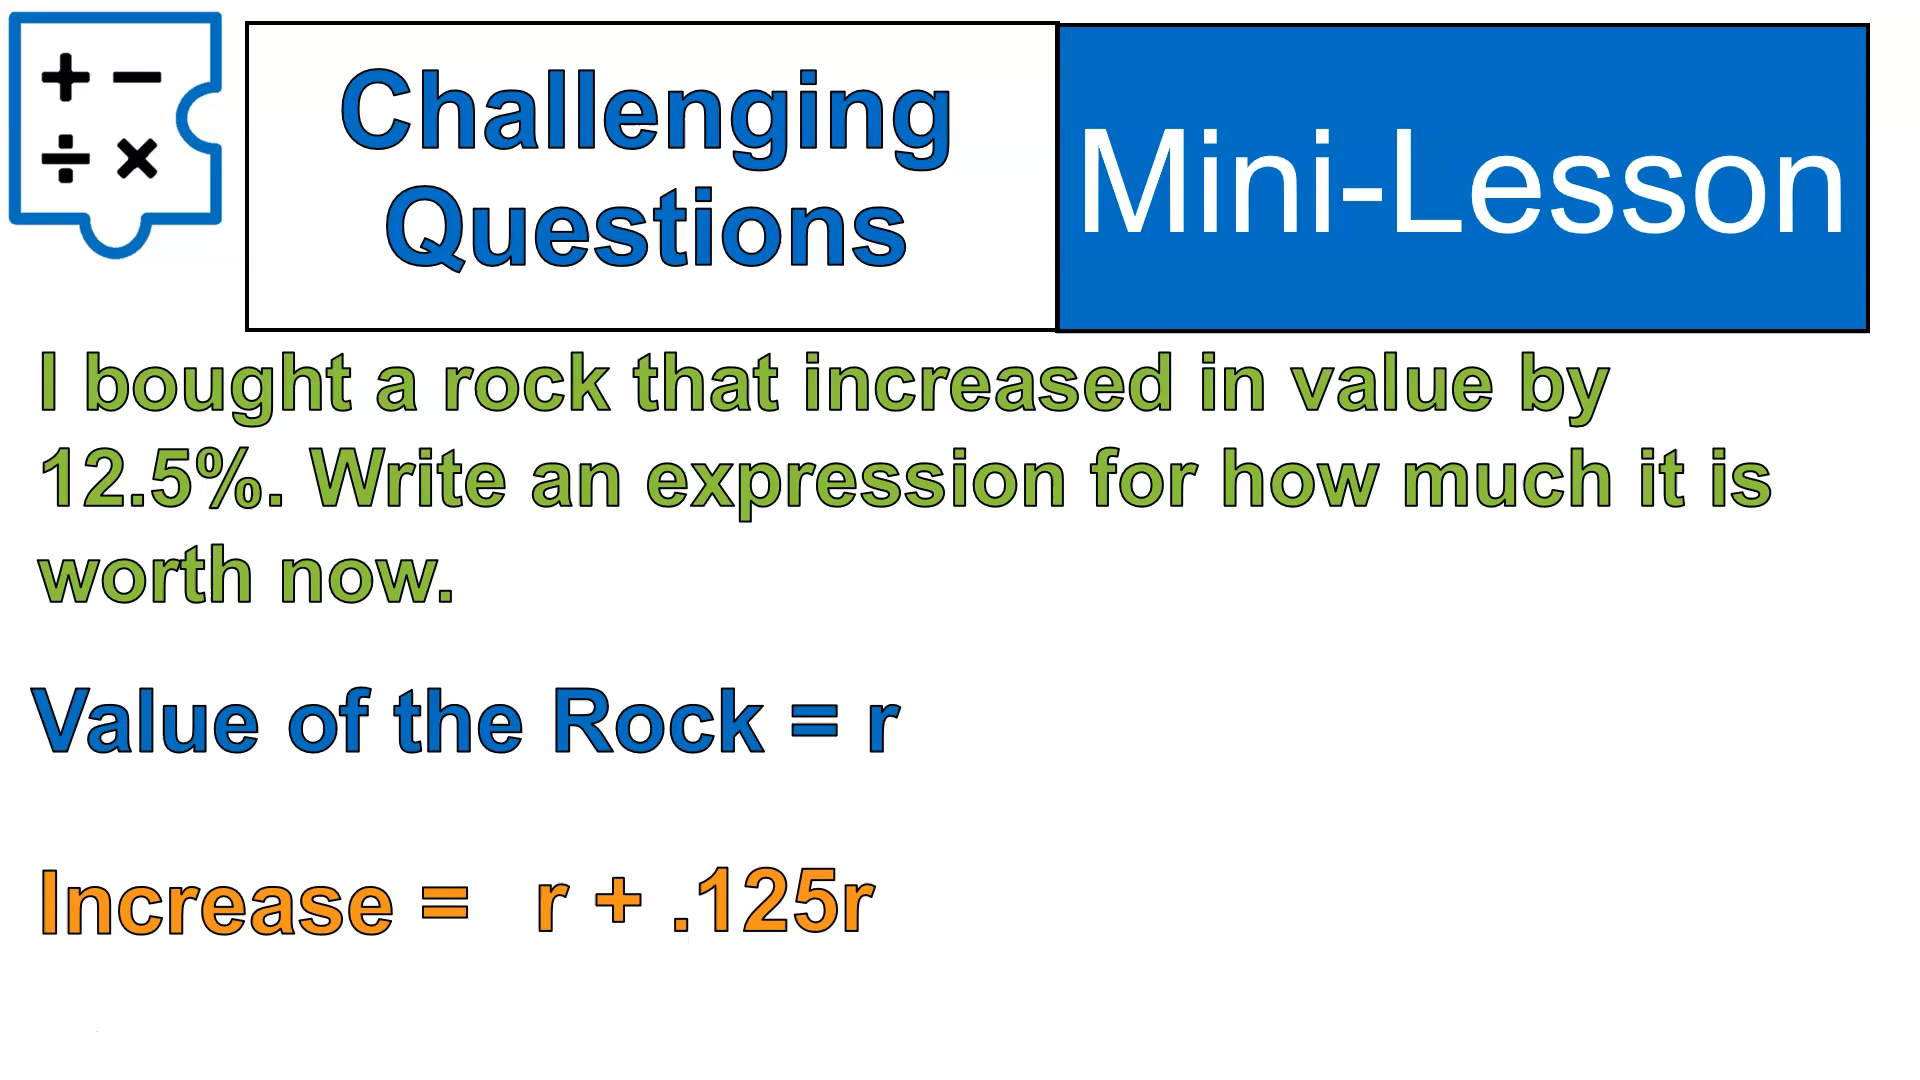 + −
÷ ×
Challenging
Questions
Mini-Lesson
I bought a rock that increased in value by
12.5%. Write an expression for how much it is
worth now.
Value of the Rock = r
Increase = r + .125r